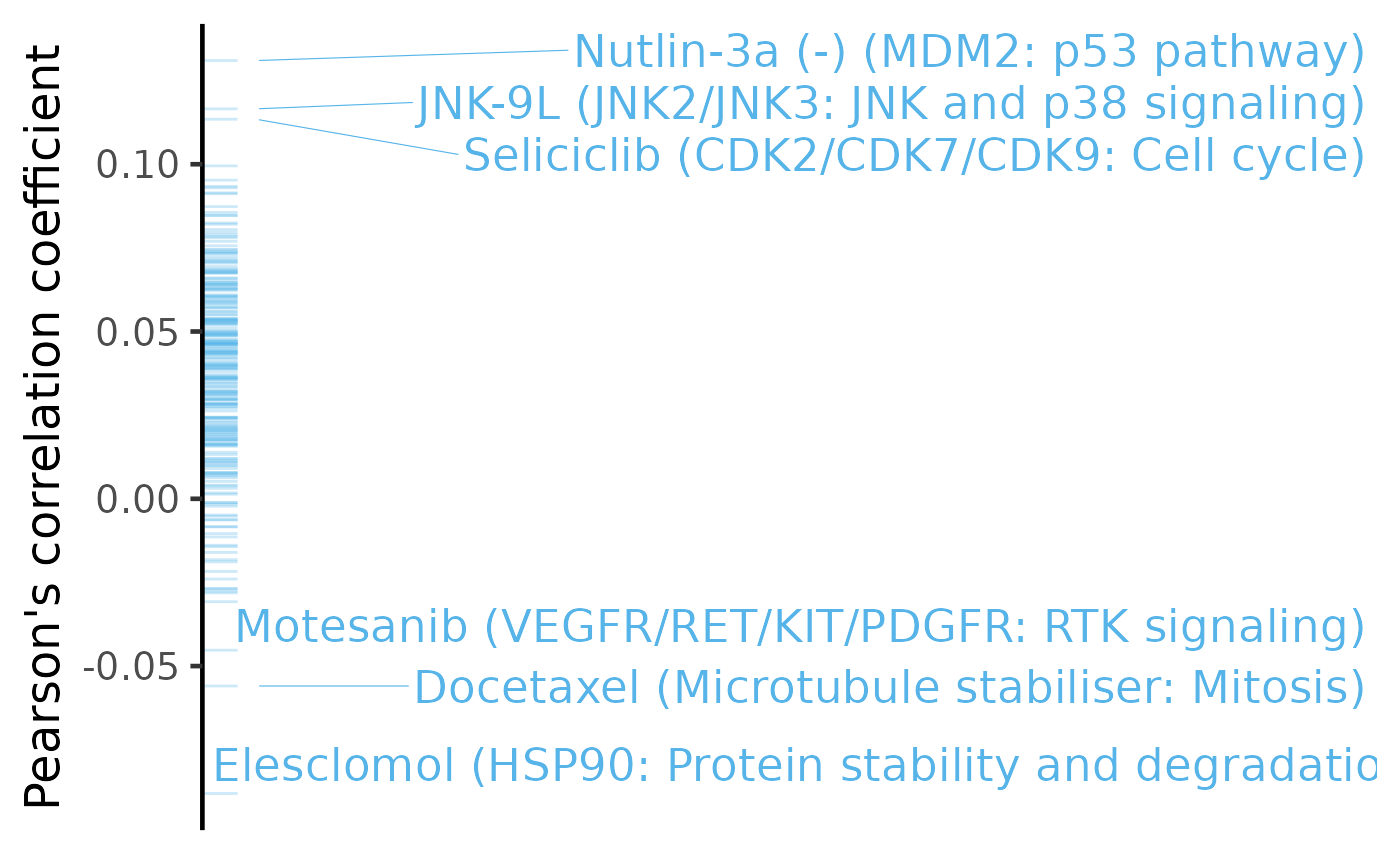 Pearson's correlation coefficient
Nutlin-3a (-) (MDM2: p53 pathway)
JNK-9L (JNK2/JNK3: JNK and p38 signaling)
Seliciclib (CDK2/CDK7/CDK9: Cell cycle)
0.10
0.05
0.00
Motesanib (VEGFR/RET/KIT/PDGFR: RTK signaling)
-0.05
Docetaxel (Microtubule stabiliser: Mitosis)
Elesclomol (HSP90: Protein stability and degradatio